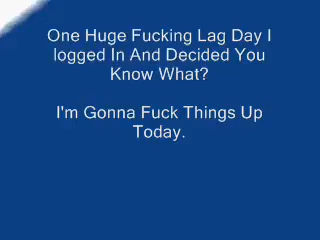 One Huge Fucking Lag Day I
logged In And Decided You
Know What?
I'm Gonna Fuck Things Up
Today.